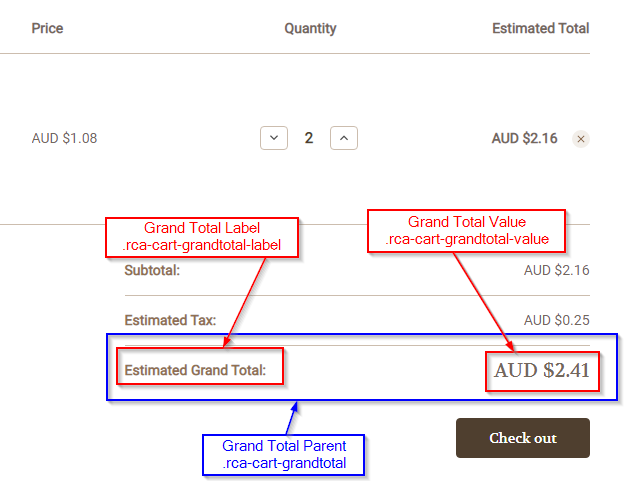 Price Quantity Estimated Total
AUD $1.08 2 AUD $2.16 ×
Grand Total Label
.rca-cart-grandtotal-label
Grand Total Value
.rca-cart-grandtotal-value
Subtotal: AUD $2.16
Estimated Tax: AUD $0.25
Estimated Grand Total: AUD $2.41
Check out
Grand Total Parent
.rca-cart-grandtotal